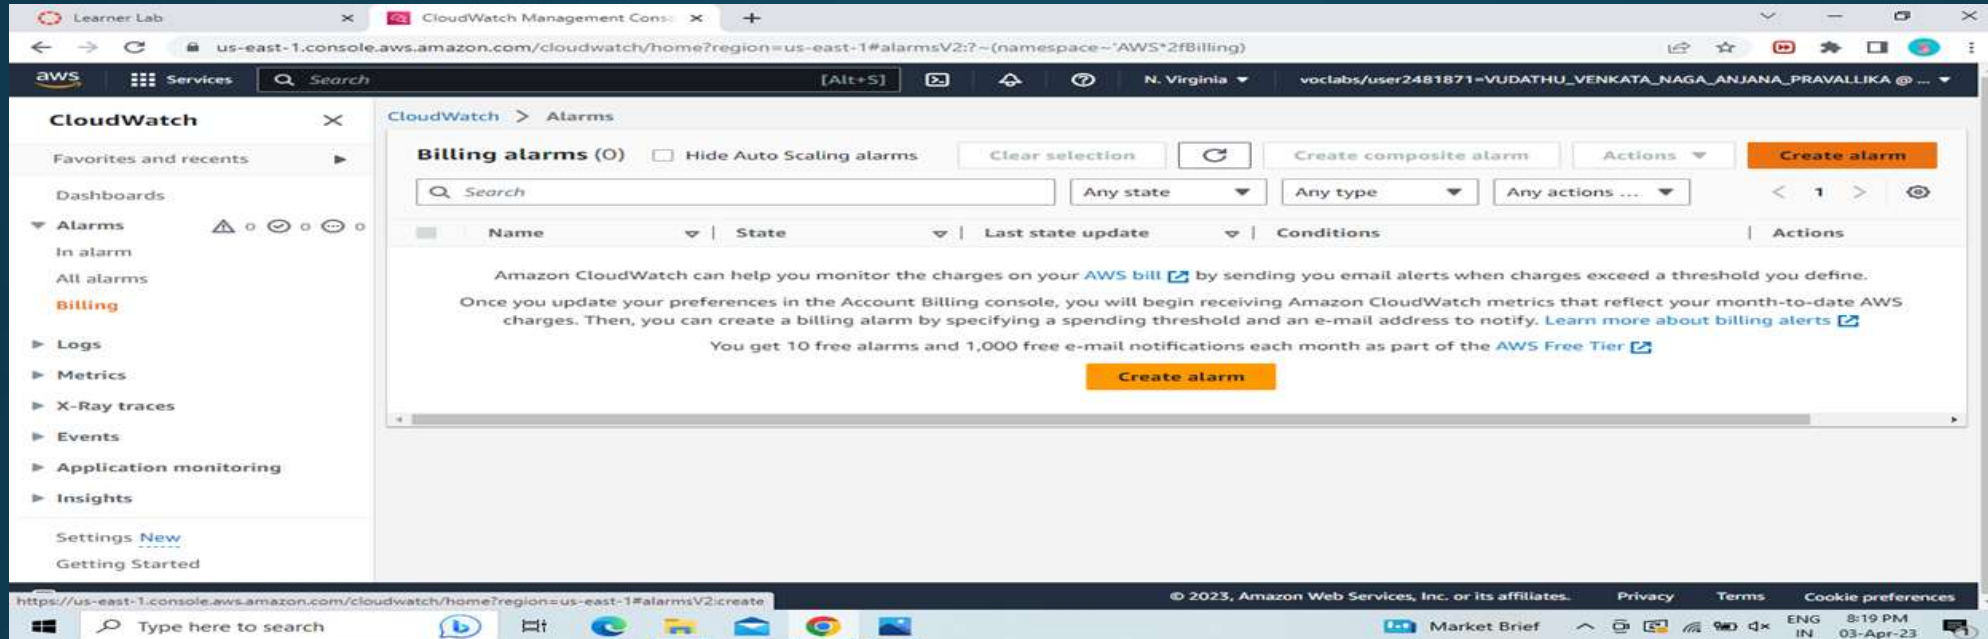 Learner Lab
CloudWatch Management Cons
us-east-1.console.aws.amazon.com/cloudwatch/home?region=us-east-1#alarmsV2:?~(namespace~'AWS*2fBilling)
aws Services Search [Alt+S] N. Virginia voclabs/user2481871=VUDATHU_VENKATA_NAGA_ANJANA_PRAVALLIKA @ ...
CloudWatch
Favorites and recents
Dashboards
Alarms 0 0 0
In alarm
All alarms
Billing
Logs
Metrics
X-Ray traces
Events
Application monitoring
Insights
Settings New
Getting Started
CloudWatch > Alarms
Billing alarms (0) Hide Auto Scaling alarms Clear selection Create composite alarm Actions Create alarm
Search Any state Any type Any actions ... < 1 >
Name State Last state update Conditions Actions
Amazon CloudWatch can help you monitor the charges on your AWS bill by sending you email alerts when charges exceed a threshold you define.
Once you update your preferences in the Account Billing console, you will begin receiving Amazon CloudWatch metrics that reflect your month-to-date AWS
charges. Then, you can create a billing alarm by specifying a spending threshold and an e-mail address to notify. Learn more about billing alerts
You get 10 free alarms and 1,000 free e-mail notifications each month as part of the AWS Free Tier
Create alarm
https://us-east-1.console.aws.amazon.com/cloudwatch/home?region=us-east-1#alarmsV2:create
© 2023, Amazon Web Services, Inc. or its affiliates. Privacy Terms Cookie preferences
Type here to search Market Brief ENG 8:19 PM
IN 03-Apr-23